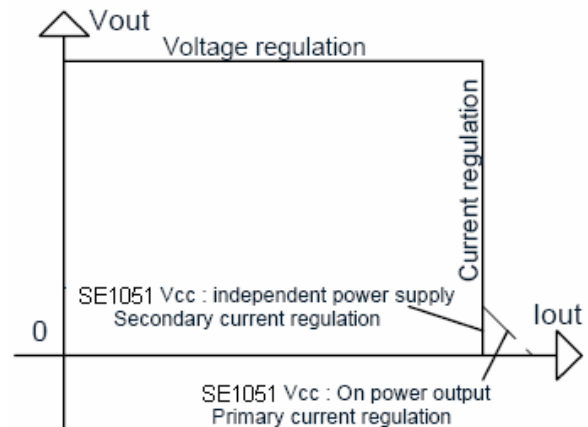 Vout
Voltage regulation
Current regulation
SE1051 Vcc : independent power supply
Secondary current regulation
0
Iout
SE1051 Vcc : On power output
Primary current regulation